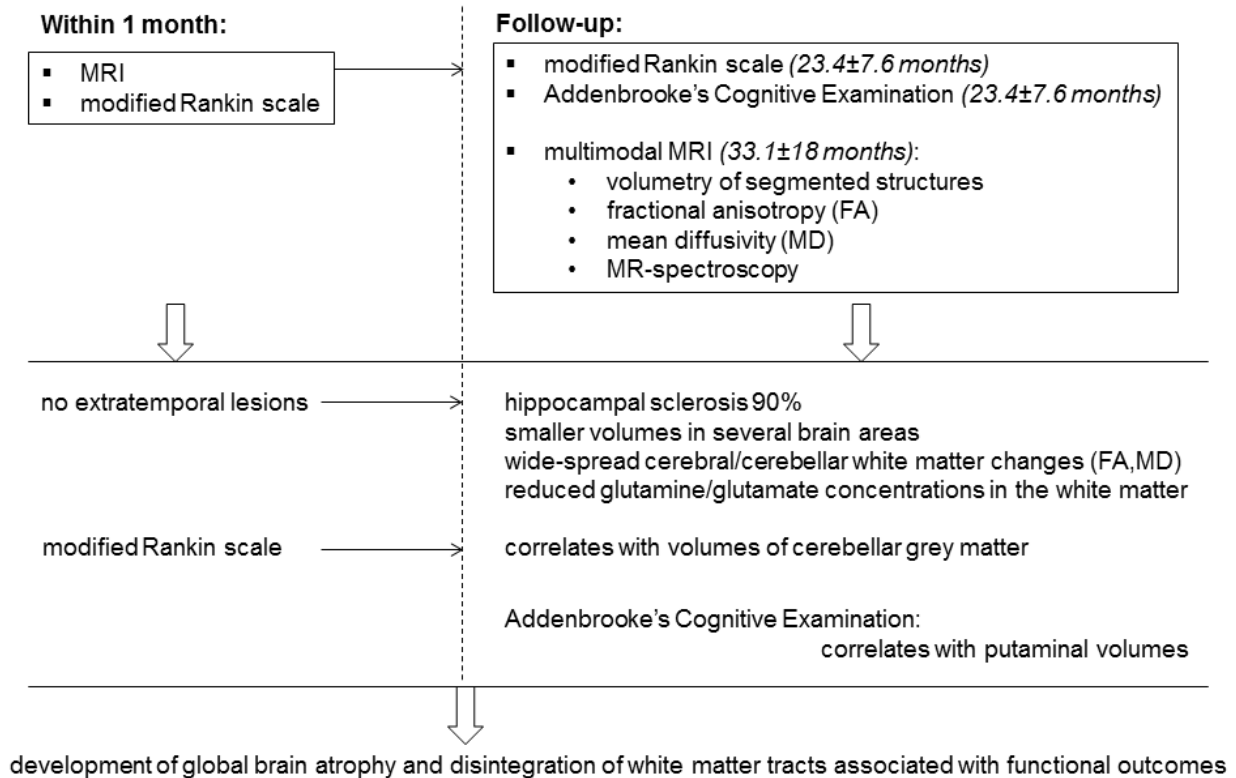 Within 1 month:
▪ MRI
▪ modified Rankin scale
Follow-up:
▪ modified Rankin scale (23.4±7.6 months)
▪ Addenbrooke's Cognitive Examination (23.4±7.6 months)
▪ multimodal MRI (33.1±18 months):
• volumetry of segmented structures
• fractional anisotropy (FA)
• mean diffusivity (MD)
• MR-spectroscopy
no extratemporal lesions
hippocampal sclerosis 90%
smaller volumes in several brain areas
wide-spread cerebral/cerebellar white matter changes (FA,MD)
reduced glutamine/glutamate concentrations in the white matter
modified Rankin scale
correlates with volumes of cerebellar grey matter
Addenbrooke's Cognitive Examination:
correlates with putaminal volumes
development of global brain atrophy and disintegration of white matter tracts associated with functional outcomes